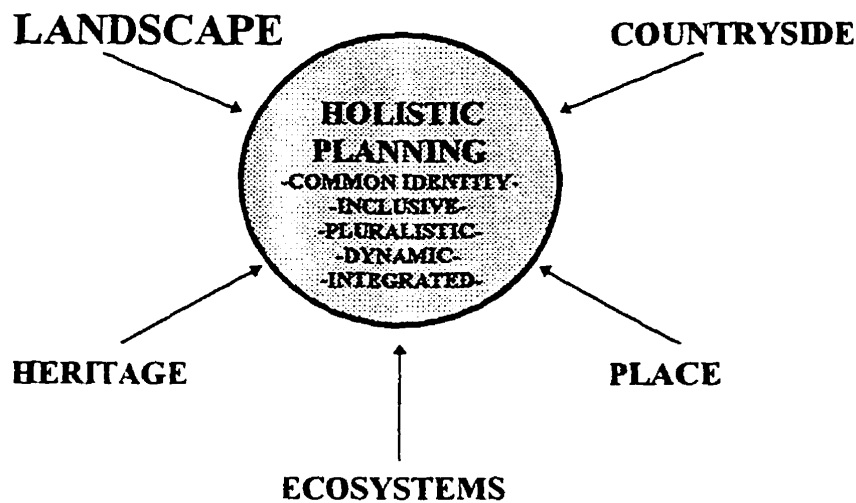 LANDSCAPE
COUNTRYSIDE
HOLISTIC
PLANNING
-COMMON IDENTITY-
-INCLUSIVE-
-PLURALISTIC-
-DYNAMIC-
-INTEGRATED-
HERITAGE
PLACE
ECOSYSTEMS